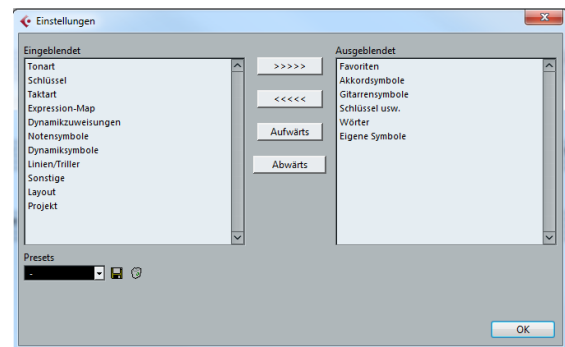 Einstellungen
Eingeblendet
Tonart
Schlüssel
Taktart
Expression-Map
Dynamikzuweisungen
Notensymbole
Dynamiksymbole
Linien/Triller
Sonstige
Layout
Projekt
>>>>>
<<<<<
Aufwärts
Abwärts
Ausgeblendet
Favoriten
Akkordsymbole
Gitarrensymbole
Schlüssel usw.
Wörter
Eigene Symbole
Presets
-
OK